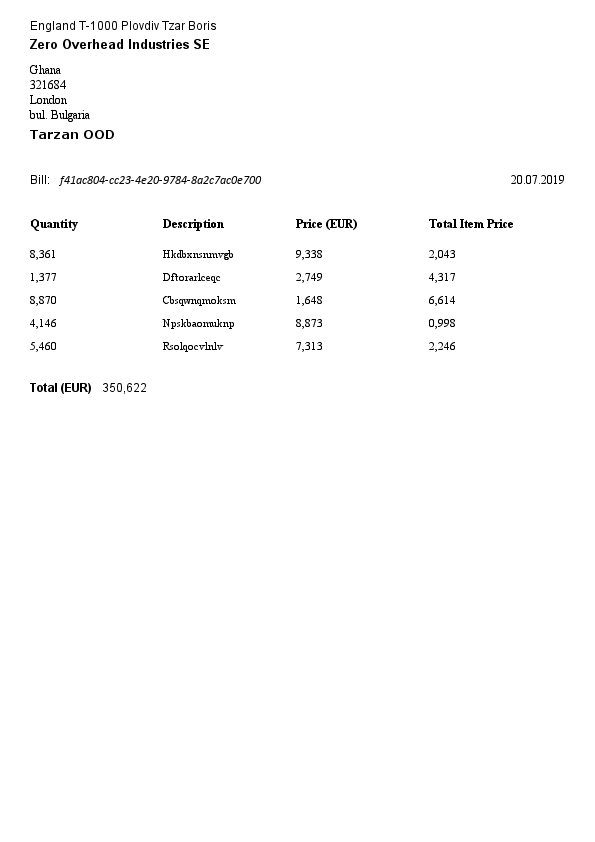 England T-1000 Plovdiv Tzar Boris
Zero Overhead Industries SE
Ghana
321684
London
bul. Bulgaria
Tarzan OOD
Bill: f41ac804-cc23-4e20-9784-8a2c7ac0e700 20.07.2019
Quantity Description Price (EUR) Total Item Price
8,361 Hkdbxnsnmvgb 9,338 2,043
1,377 Dftorarlceqc 2,749 4,317
8,870 Cbsqwnqmoksm 1,648 6,614
4,146 Npskbaomuknp 8,873 0,998
5,460 Rsolqocvlnlv 7,313 2,246
Total (EUR) 350,622